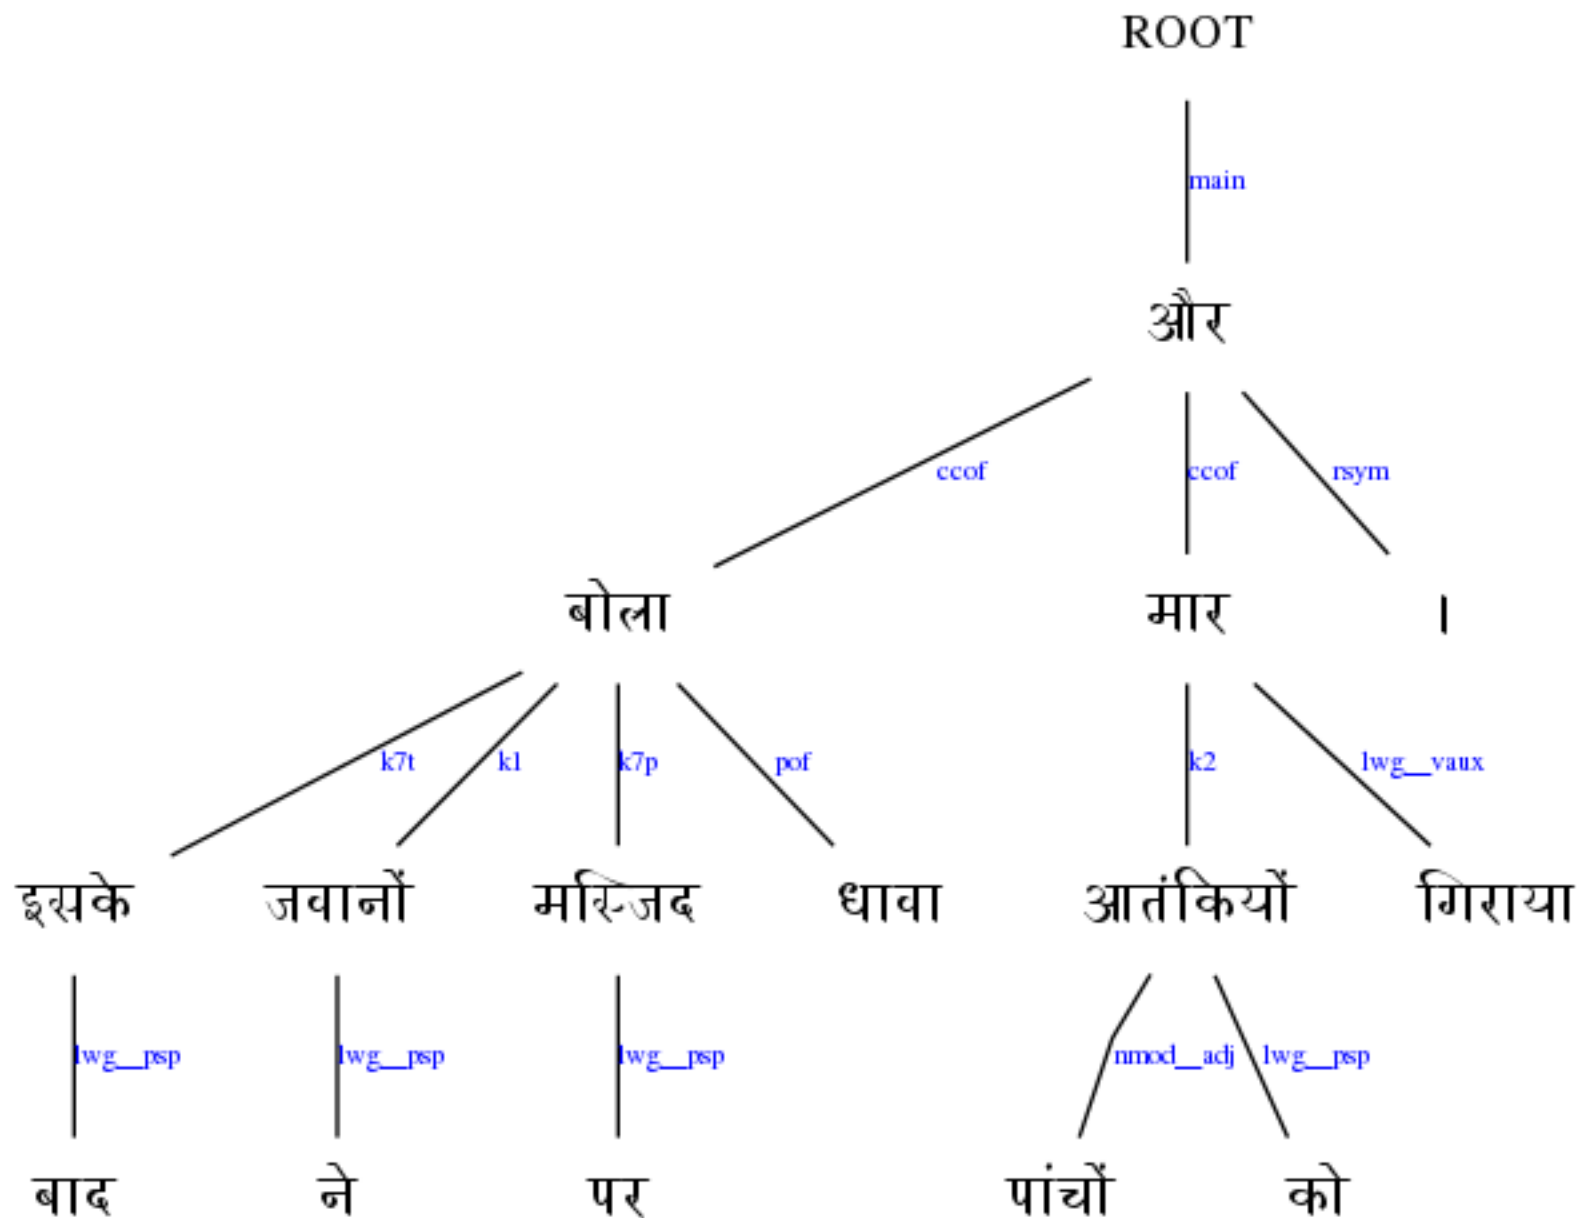 ROOT
main
और
ccof ccof rsym
बोला मार ।
k7t k1 k7p pof k2 lwg__vaux
इसके जवानों मस्जिद धावा आतंकियों गिराया
lwg__psp lwg__psp lwg__psp nmod__adj lwg__psp
बाद ने पर पांचों को